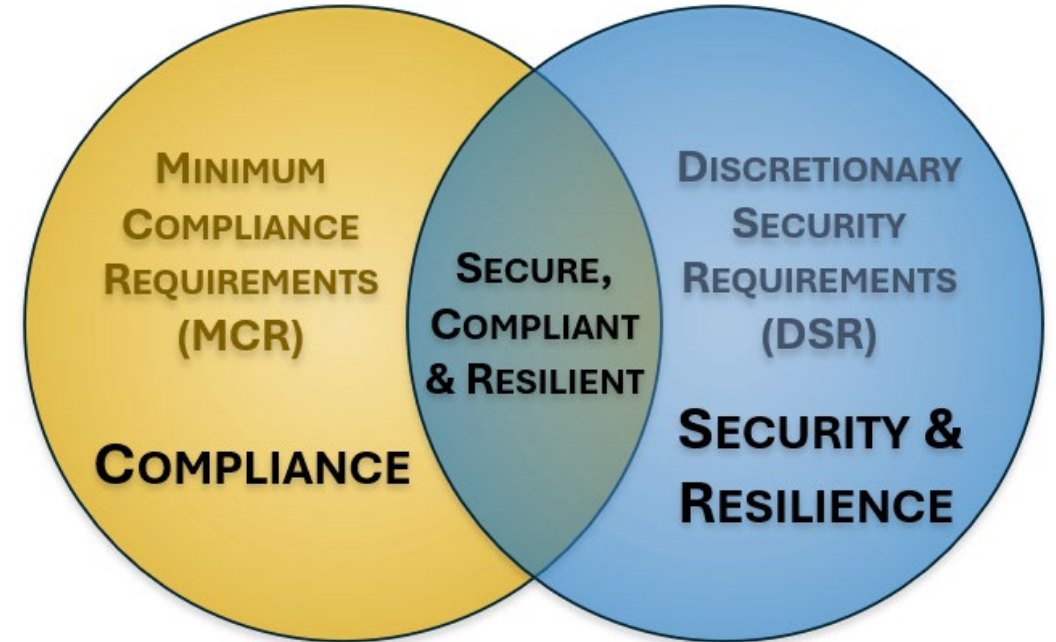 MINIMUM
COMPLIANCE
REQUIREMENTS
(MCR)
COMPLIANCE
SECURE,
COMPLIANT
& RESILIENT
DISCRETIONARY
SECURITY
REQUIREMENTS
(DSR)
SECURITY &
RESILIENCE